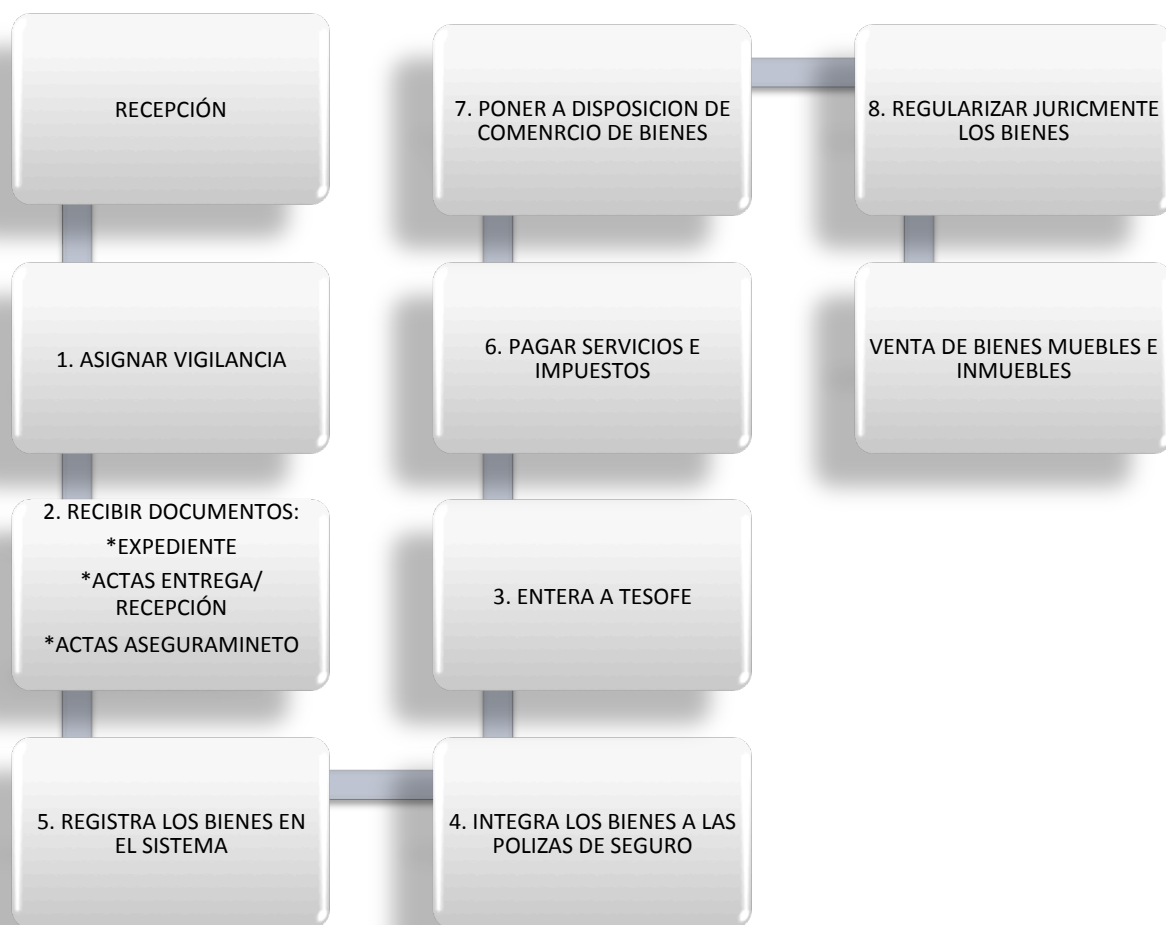 RECEPCIÓN
1. ASIGNAR VIGILANCIA
2. RECIBIR DOCUMENTOS:
*EXPEDIENTE
*ACTAS ENTREGA/
RECEPCIÓN
*ACTAS ASEGURAMINETO
5. REGISTRA LOS BIENES EN
EL SISTEMA
4. INTEGRA LOS BIENES A LAS
POLIZAS DE SEGURO
3. ENTERA A TESOFE
6. PAGAR SERVICIOS E
IMPUESTOS
7. PONER A DISPOSICION DE
COMENRCIO DE BIENES
8. REGULARIZAR JURICMENTE
LOS BIENES
VENTA DE BIENES MUEBLES E
INMUEBLES